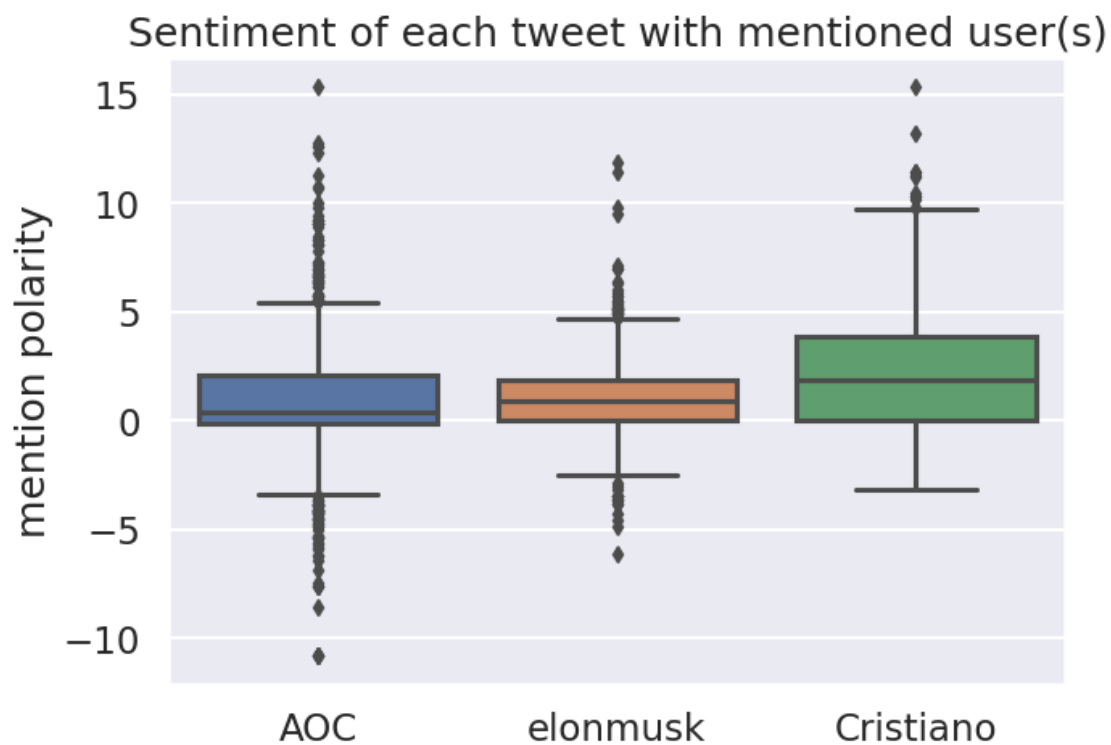 Sentiment of each tweet with mentioned user(s)
mention polarity
15
10
5
0
−5
−10
AOC elonmusk Cristiano